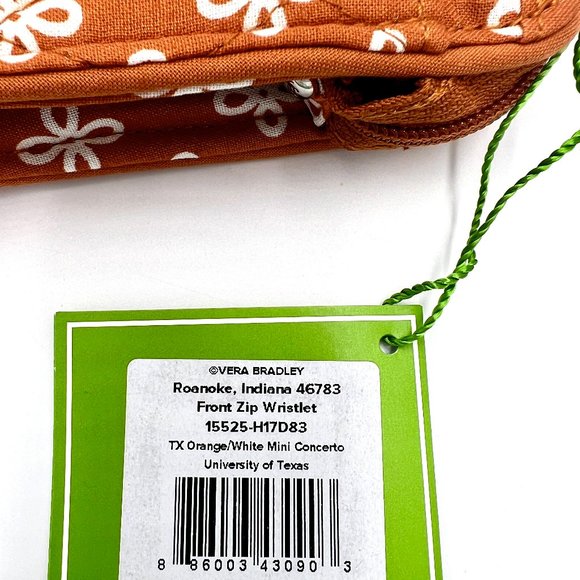 ©VERA BRADLEY
Roanoke, Indiana 46783
Front Zip Wristlet
15525-H17D83
TX Orange/White Mini Concerto
University of Texas
8 86003 43090 3